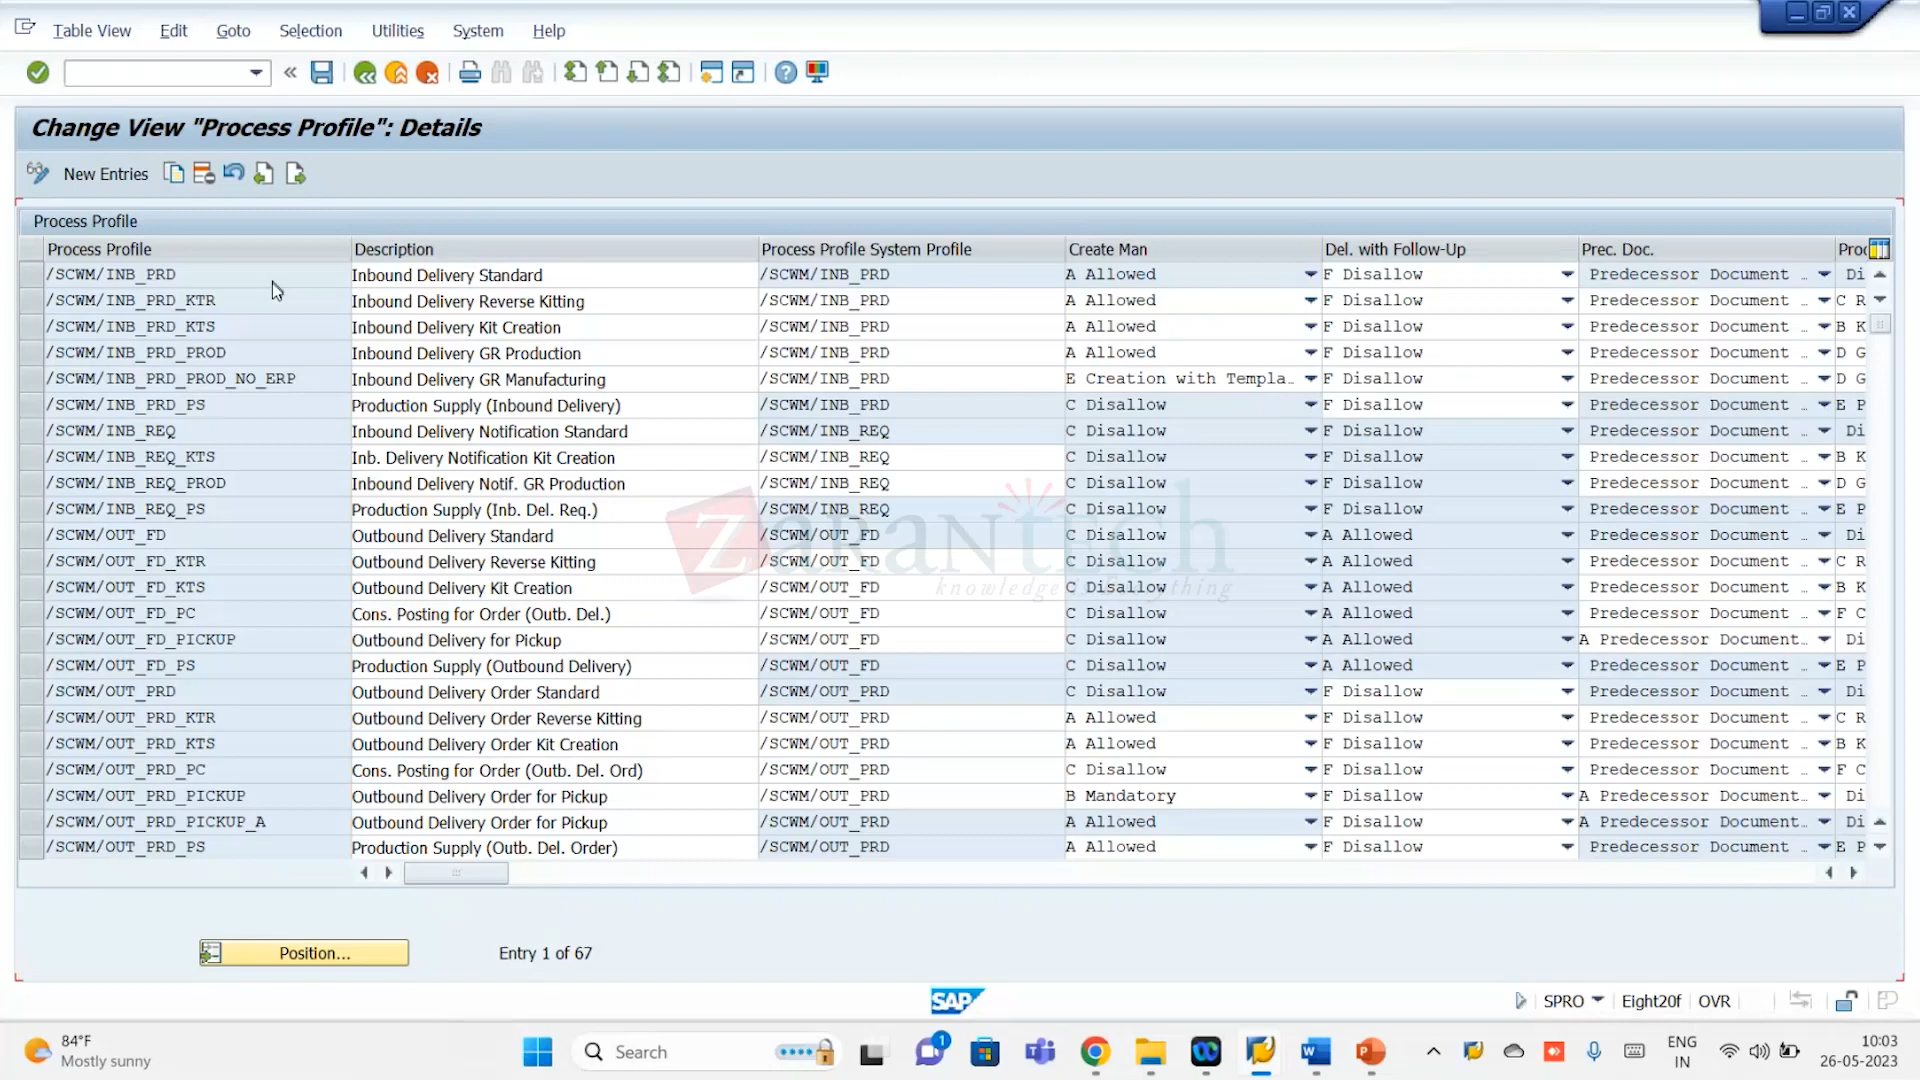 Table View Edit Goto Selection Utilities System Help
Change View "Process Profile": Details
New Entries
Process Profile
Process Profile Description Process Profile System Profile Create Man Del. with Follow-Up Prec. Doc. Proc
/SCWM/INB_PRD Inbound Delivery Standard /SCWM/INB_PRD A Allowed F Disallow Predecessor Document … Di
/SCWM/INB_PRD_KTR Inbound Delivery Reverse Kitting /SCWM/INB_PRD A Allowed F Disallow Predecessor Document … C R
/SCWM/INB_PRD_KTS Inbound Delivery Kit Creation /SCWM/INB_PRD A Allowed F Disallow Predecessor Document … B K
/SCWM/INB_PRD_PROD Inbound Delivery GR Production /SCWM/INB_PRD A Allowed F Disallow Predecessor Document … D G
/SCWM/INB_PRD_PROD_NO_ERP Inbound Delivery GR Manufacturing /SCWM/INB_PRD E Creation with Templa… F Disallow Predecessor Document … D G
/SCWM/INB_PRD_PS Production Supply (Inbound Delivery) /SCWM/INB_PRD C Disallow F Disallow Predecessor Document … E P
/SCWM/INB_REQ Inbound Delivery Notification Standard /SCWM/INB_REQ C Disallow F Disallow Predecessor Document … Di
/SCWM/INB_REQ_KTS Inb. Delivery Notification Kit Creation /SCWM/INB_REQ C Disallow F Disallow Predecessor Document … B K
/SCWM/INB_REQ_PROD Inbound Delivery Notif. GR Production /SCWM/INB_REQ C Disallow F Disallow Predecessor Document … D G
/SCWM/INB_REQ_PS Production Supply (Inb. Del. Req.) /SCWM/INB_REQ C Disallow F Disallow Predecessor Document … E P
/SCWM/OUT_FD Outbound Delivery Standard /SCWM/OUT_FD C Disallow A Allowed Predecessor Document … Di
/SCWM/OUT_FD_KTR Outbound Delivery Reverse Kitting /SCWM/OUT_FD C Disallow A Allowed Predecessor Document … C R
/SCWM/OUT_FD_KTS Outbound Delivery Kit Creation /SCWM/OUT_FD C Disallow A Allowed Predecessor Document … B K
/SCWM/OUT_FD_PC Cons. Posting for Order (Outb. Del.) /SCWM/OUT_FD C Disallow A Allowed Predecessor Document … F C
/SCWM/OUT_FD_PICKUP Outbound Delivery for Pickup /SCWM/OUT_FD C Disallow A Allowed A Predecessor Document… Di
/SCWM/OUT_FD_PS Production Supply (Outbound Delivery) /SCWM/OUT_FD C Disallow A Allowed Predecessor Document … E P
/SCWM/OUT_PRD Outbound Delivery Order Standard /SCWM/OUT_PRD C Disallow F Disallow Predecessor Document … Di
/SCWM/OUT_PRD_KTR Outbound Delivery Order Reverse Kitting /SCWM/OUT_PRD A Allowed F Disallow Predecessor Document … C R
/SCWM/OUT_PRD_KTS Outbound Delivery Order Kit Creation /SCWM/OUT_PRD A Allowed F Disallow Predecessor Document … B K
/SCWM/OUT_PRD_PC Cons. Posting for Order (Outb. Del. Ord) /SCWM/OUT_PRD C Disallow F Disallow Predecessor Document … F C
/SCWM/OUT_PRD_PICKUP Outbound Delivery Order for Pickup /SCWM/OUT_PRD B Mandatory F Disallow A Predecessor Document… Di
/SCWM/OUT_PRD_PICKUP_A Outbound Delivery Order for Pickup /SCWM/OUT_PRD A Allowed F Disallow A Predecessor Document… Di
/SCWM/OUT_PRD_PS Production Supply (Outb. Del. Order) /SCWM/OUT_PRD A Allowed F Disallow Predecessor Document … E P
ZaranTech
Position... Entry 1 of 67
SAP SPRO Eight20f OVR
84°F
Mostly sunny
Search
1
ENG
IN
10:03
26-05-2023